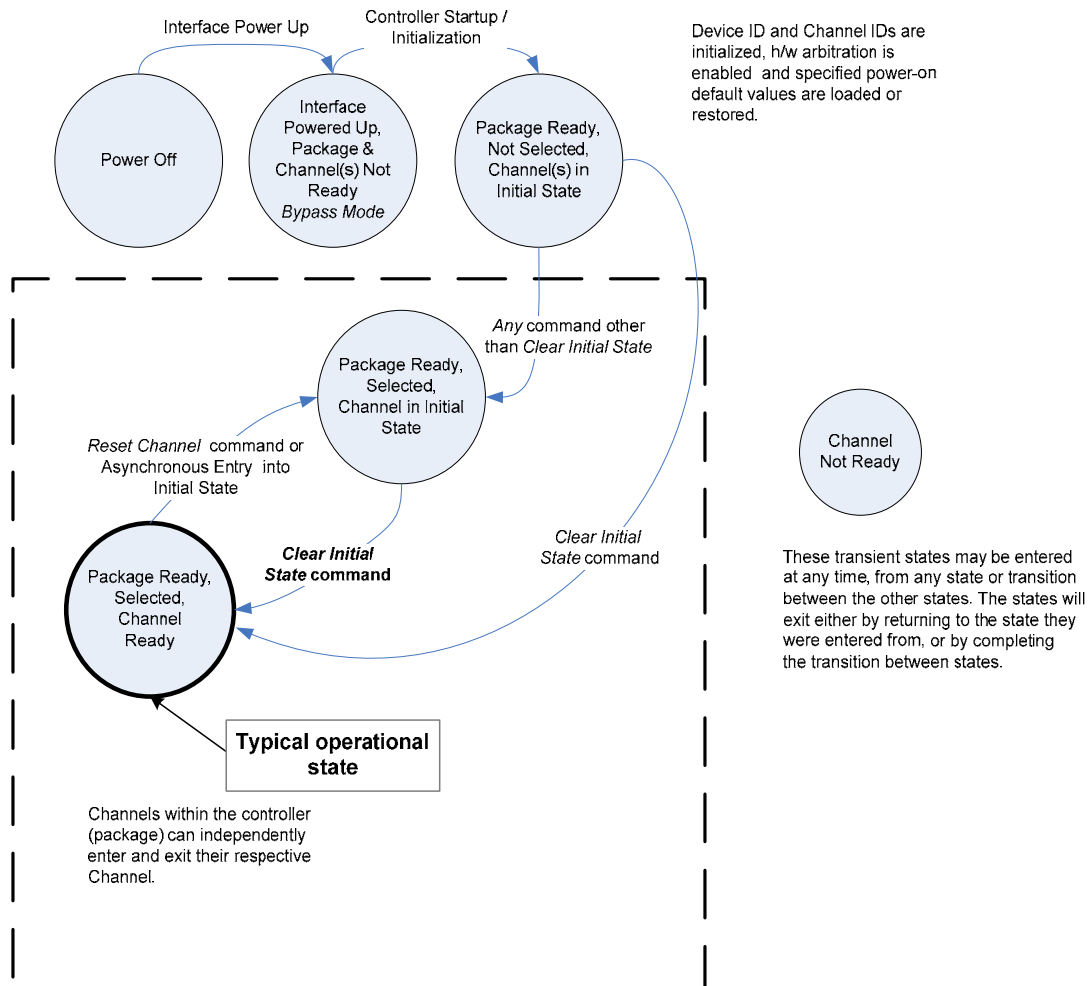 Interface Power Up
Controller Startup /
Initialization
Device ID and Channel IDs are
initialized, h/w arbitration is
enabled and specified power-on
default values are loaded or
restored.
Power Off
Interface
Powered Up,
Package &
Channel(s) Not
Ready
Bypass Mode
Package Ready,
Not Selected,
Channel(s) in
Initial State
Any command other
than Clear Initial State
Package Ready,
Selected,
Channel in Initial
State
Reset Channel command or
Asynchronous Entry into
Initial State
Channel
Not Ready
Clear Initial
State command
Clear Initial
State command
These transient states may be entered
at any time, from any state or transition
between the other states. The states will
exit either by returning to the state they
were entered from, or by completing
the transition between states.
Package Ready,
Selected,
Channel
Ready
Typical operational
state
Channels within the controller
(package) can independently
enter and exit their respective
Channel.